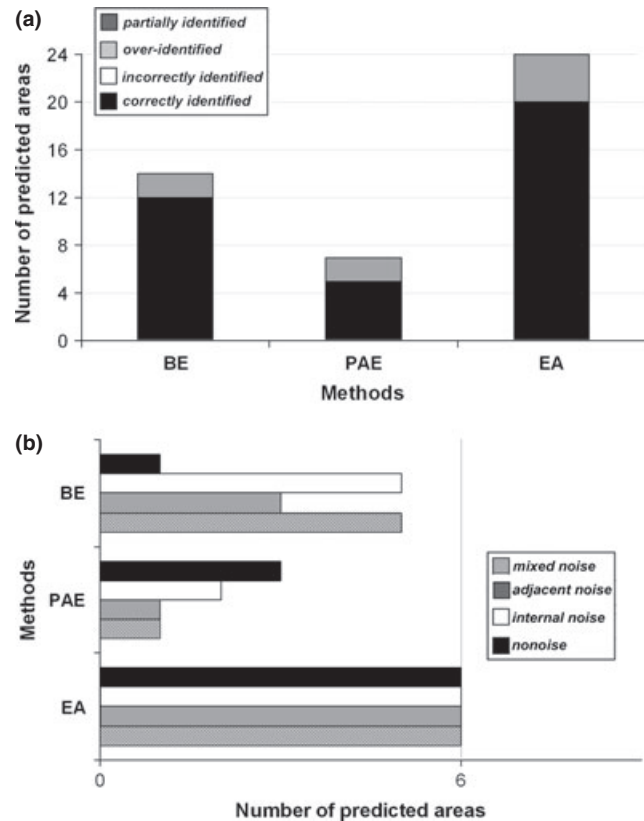 (a)
partially identified
over-identified
incorrectly identified
correctly identified
Number of predicted areas
24
20
16
12
8
4
0
BE
PAE
EA
Methods
(b)
Methods
BE
PAE
EA
mixed noise
adjacent noise
internal noise
nonoise
0
6
Number of predicted areas